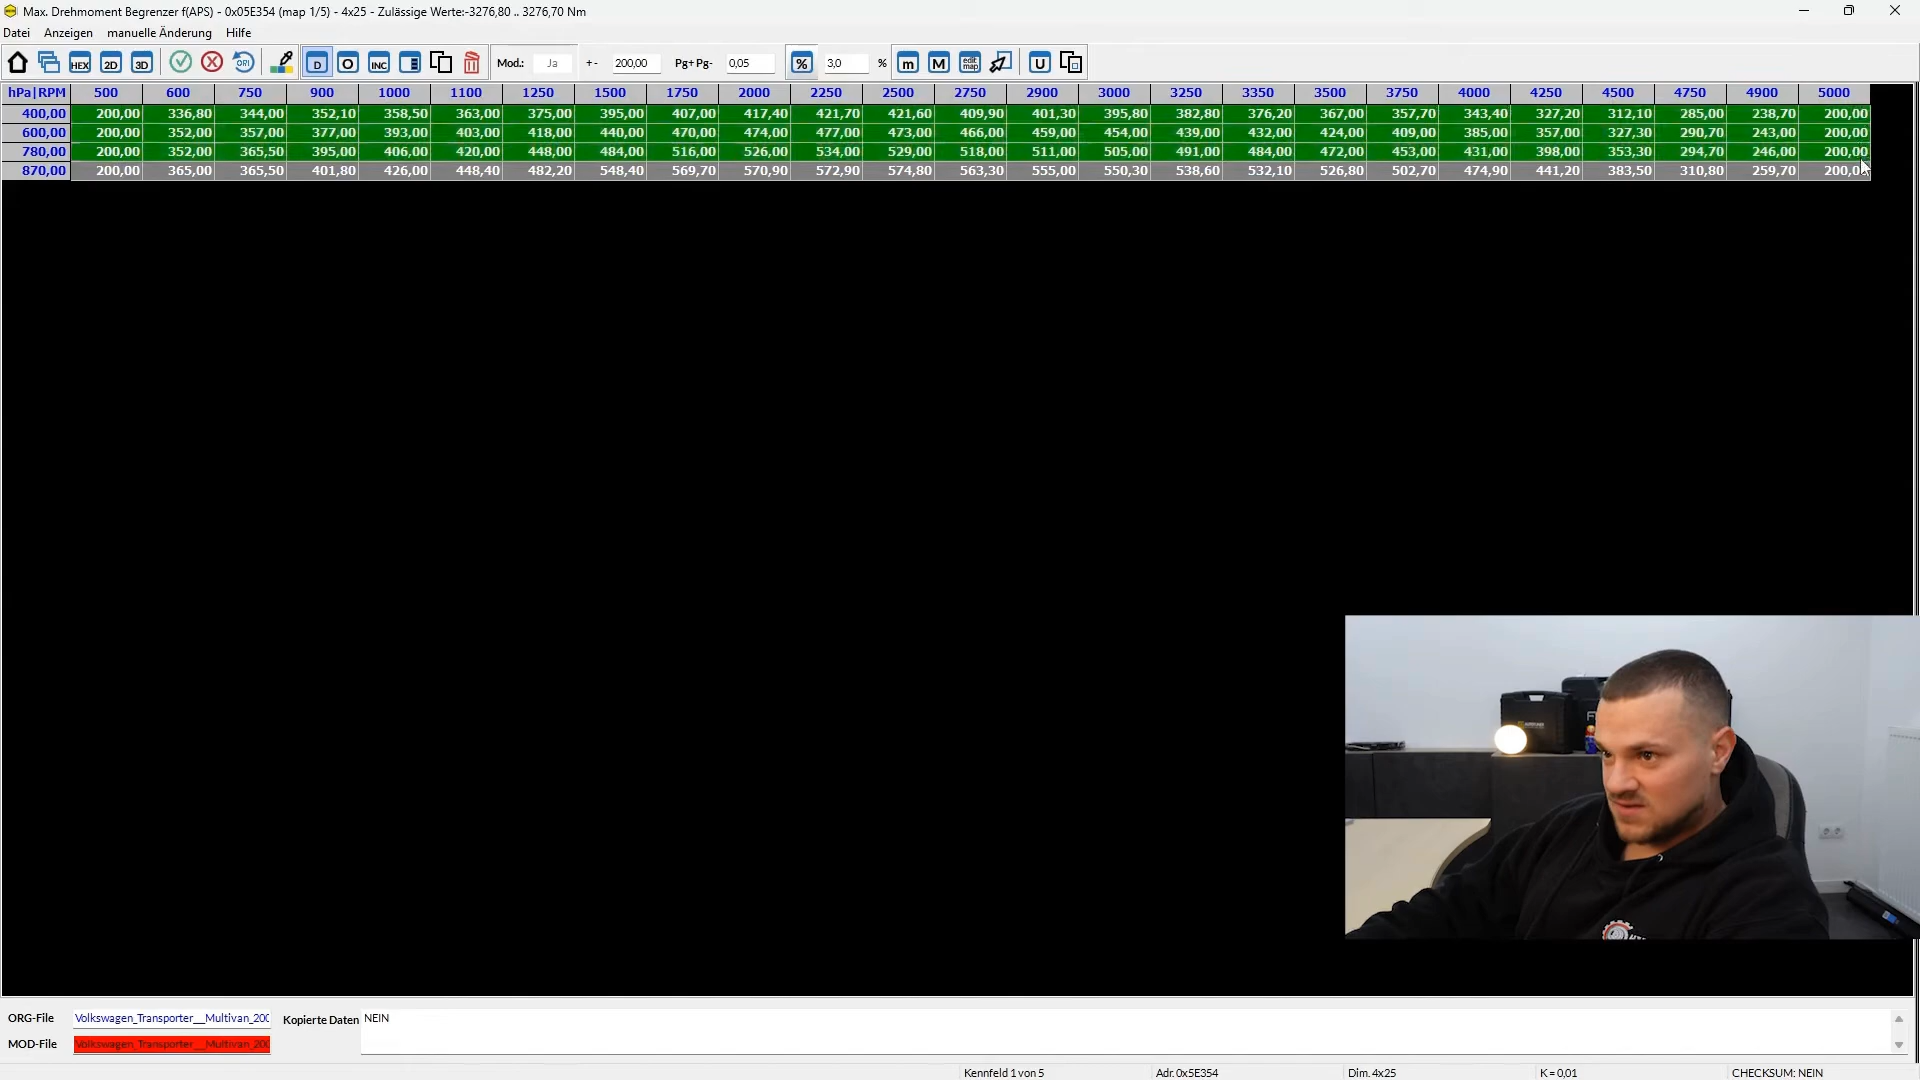 Max. Drehmoment Begrenzer f(APS) - 0x05E354 (map 1/5) - 4x25 - Zulässige Werte:-3276,80 .. 3276,70 Nm
Datei Anzeigen manuelle Änderung Hilfe
HEX 2D 3D ORI D O INC Mod.: Ja + - 200,00 Pg+ Pg- 0,05 % 3,0 % m M edit map U
hPa|RPM 500 600 750 900 1000 1100 1250 1500 1750 2000 2250 2500 2750 2900 3000 3250 3350 3500 3750 4000 4250 4500 4750 4900 5000
400,00 200,00 336,80 344,00 352,10 358,50 363,00 375,00 395,00 407,00 417,40 421,70 421,60 409,90 401,30 395,80 382,80 376,20 367,00 357,70 343,40 327,20 312,10 285,00 238,70 200,00
600,00 200,00 352,00 357,00 377,00 393,00 403,00 418,00 440,00 470,00 474,00 477,00 473,00 466,00 459,00 454,00 439,00 432,00 424,00 409,00 385,00 357,00 327,30 290,70 243,00 200,00
780,00 200,00 352,00 365,50 395,00 406,00 420,00 448,00 484,00 516,00 526,00 534,00 529,00 518,00 511,00 505,00 491,00 484,00 472,00 453,00 431,00 398,00 353,30 294,70 246,00 200,00
870,00 200,00 365,00 365,50 401,80 426,00 448,40 482,20 548,40 569,70 570,90 572,90 574,80 563,30 555,00 550,30 538,60 532,10 526,80 502,70 474,90 441,20 383,50 310,80 259,70 200,00
ORG-File Volkswagen_Transporter__Multivan_200 Kopierte Daten NEIN
MOD-File Volkswagen_Transporter__Multivan_200
Kennfeld 1 von 5 Adr. 0x5E354 Dim. 4x25 K = 0,01 CHECKSUM: NEIN